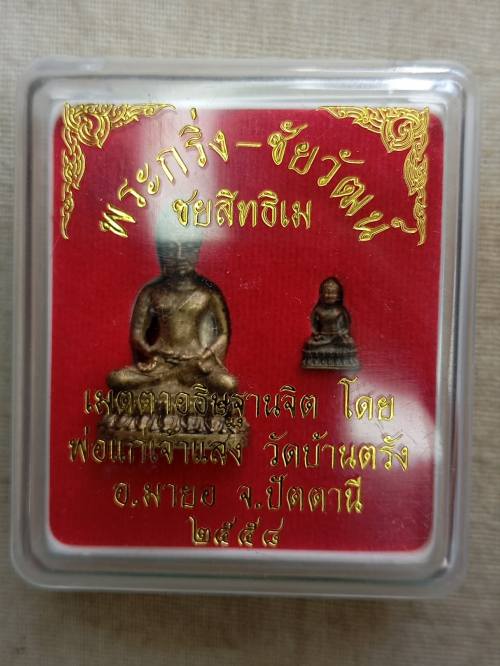 พระกริ่ง-ชัยวัฒน์
ชยสิทธิเม
เมตตาอธิษฐานจิต โดย
พ่อแก่เจ้าแสง วัดบ้านตรัง
อ.มายอ จ.ปัตตานี
๒๕๕๔